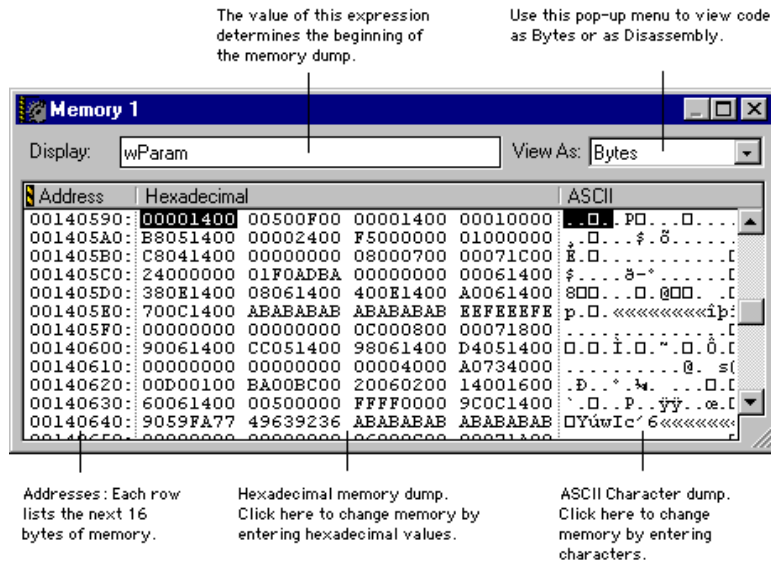 The value of this expression
determines the beginning of
the memory dump.
Use this pop-up menu to view code
as Bytes or as Disassembly.
Memory 1
Display: wParam View As: Bytes
Address Hexadecimal ASCII
00140590: 00001400 00500F00 00001400 00010000
001405A0: B8051400 00002400 F5000000 01000000
001405B0: C8041400 00000000 08000700 00071C00
001405C0: 24000000 01F0ADBA 00000000 00061400
001405D0: 380E1400 08061400 400E1400 A0061400
001405E0: 700C1400 ABABABAB ABABABAB EEFEEEFE
001405F0: 00000000 00000000 0C000800 00071800
00140600: 90061400 CC051400 98061400 D4051400
00140610: 00000000 00000000 00004000 A0734000
00140620: 00D00100 BA00BC00 20060200 14001600
00140630: 60061400 00500000 FFFF0000 9C0C1400
00140640: 9059FA77 49639236 ABABABAB ABABABAB
Addresses: Each row
lists the next 16
bytes of memory.
Hexadecimal memory dump.
Click here to change memory by
entering hexadecimal values.
ASCII Character dump.
Click here to change
memory by entering
characters.